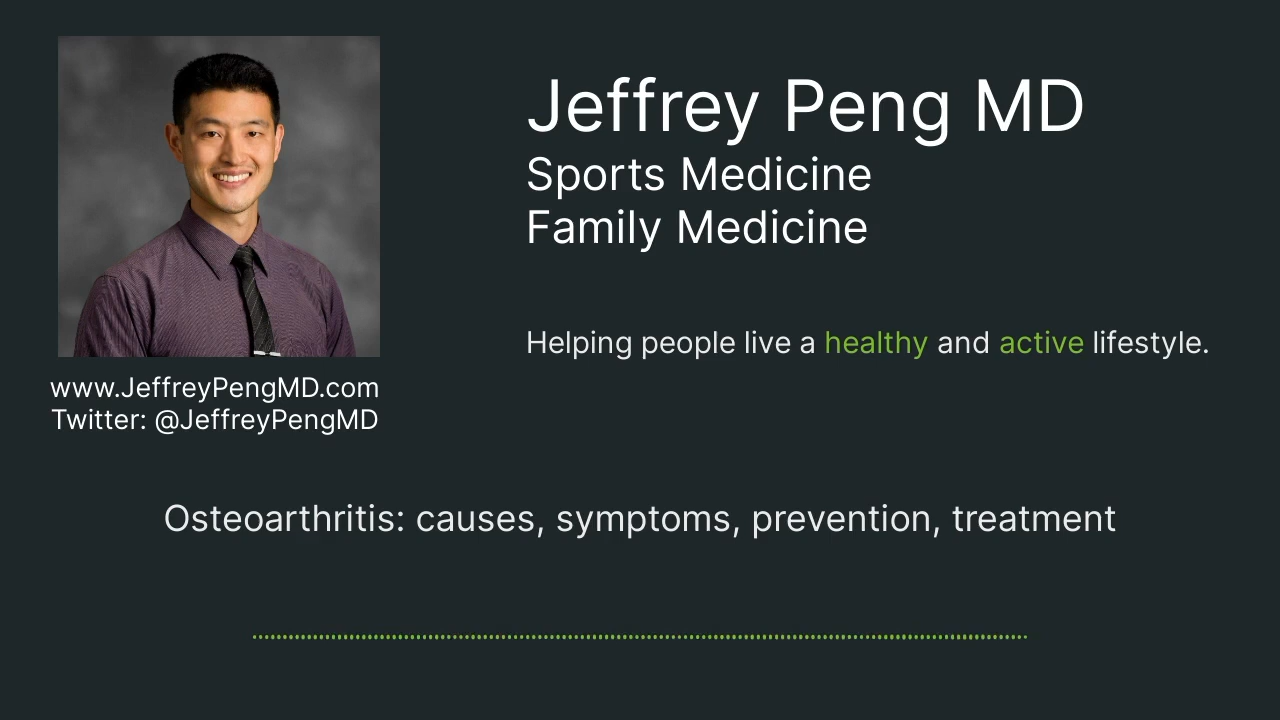 Jeffrey Peng MD
Sports Medicine
Family Medicine
Helping people live a healthy and active lifestyle.
www.JeffreyPengMD.com
Twitter: @JeffreyPengMD
Osteoarthritis: causes, symptoms, prevention, treatment